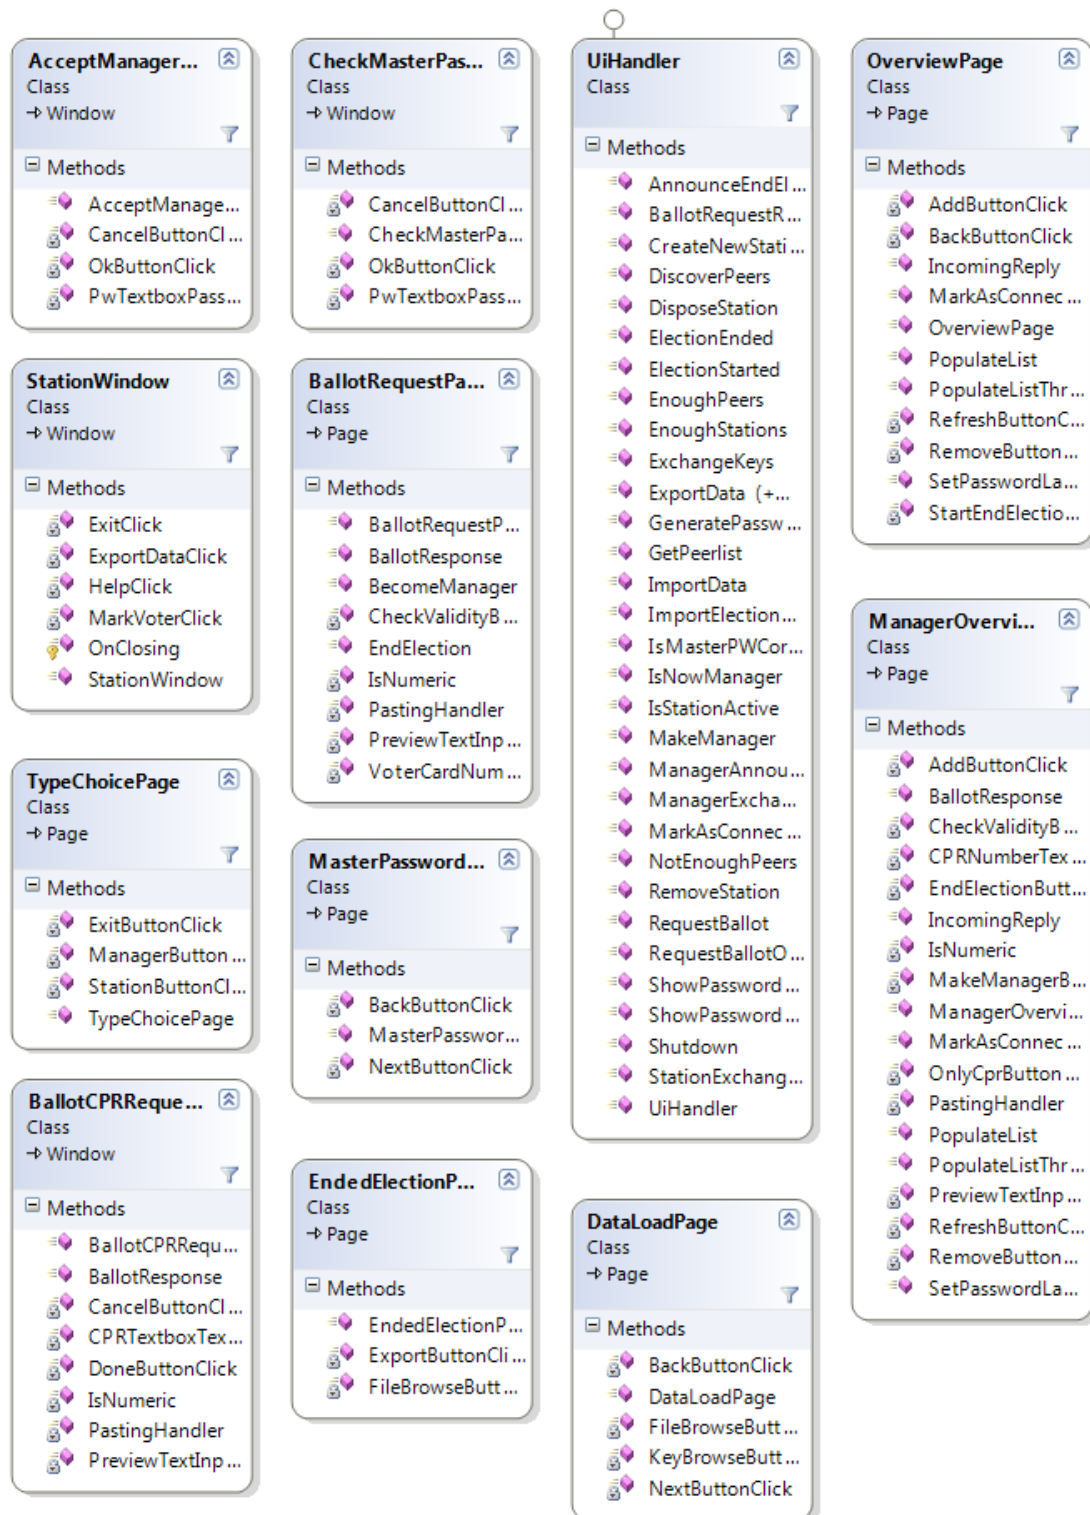 AcceptManager...
Class
Window
Methods
AcceptManage...
CancelButtonCl...
OkButtonClick
PwTextboxPass...
StationWindow
Class
Window
Methods
ExitClick
ExportDataClick
HelpClick
MarkVoterClick
OnClosing
StationWindow
TypeChoicePage
Class
Page
Methods
ExitButtonClick
ManagerButton...
StationButtonCl...
TypeChoicePage
BallotCPRReque...
Class
Window
Methods
BallotCPRRequ...
BallotResponse
CancelButtonCl...
CPRTextboxTex...
DoneButtonClick
IsNumeric
PastingHandler
PreviewTextInp...
CheckMasterPas...
Class
Window
Methods
CancelButtonCl...
CheckMasterPa...
OkButtonClick
PwTextboxPass...
BallotRequestPa...
Class
Page
Methods
BallotRequestP...
BallotResponse
BecomeManager
CheckValidityB...
EndElection
IsNumeric
PastingHandler
PreviewTextInp...
VoterCardNum...
MasterPassword...
Class
Page
Methods
BackButtonClick
MasterPasswor...
NextButtonClick
EndedElectionP...
Class
Page
Methods
EndedElectionP...
ExportButtonCli...
FileBrowseButt...
UiHandler
Class
Methods
AnnounceEndEl...
BallotRequestR...
CreateNewStati...
DiscoverPeers
DisposeStation
ElectionEnded
ElectionStarted
EnoughPeers
EnoughStations
ExchangeKeys
ExportData (+...
GeneratePassw...
GetPeerlist
ImportData
ImportElection...
IsMasterPWCor...
IsNowManager
IsStationActive
MakeManager
ManagerAnnou...
ManagerExcha...
MarkAsConnec...
NotEnoughPeers
RemoveStation
RequestBallot
RequestBallotO...
ShowPassword...
ShowPassword...
Shutdown
StationExchang...
UiHandler
DataLoadPage
Class
Page
Methods
BackButtonClick
DataLoadPage
FileBrowseButt...
KeyBrowseButt...
NextButtonClick
OverviewPage
Class
Page
Methods
AddButtonClick
BackButtonClick
IncomingReply
MarkAsConnec...
OverviewPage
PopulateList
PopulateListThr...
RefreshButtonC...
RemoveButton...
SetPasswordLa...
StartEndElectio...
ManagerOvervi...
Class
Page
Methods
AddButtonClick
BallotResponse
CheckValidityB...
CPRNumberTex...
EndElectionButt...
IncomingReply
IsNumeric
MakeManagerB...
ManagerOvervi...
MarkAsConnec...
OnlyCprButton...
PastingHandler
PopulateList
PopulateListThr...
PreviewTextInp...
RefreshButtonC...
RemoveButton...
SetPasswordLa...